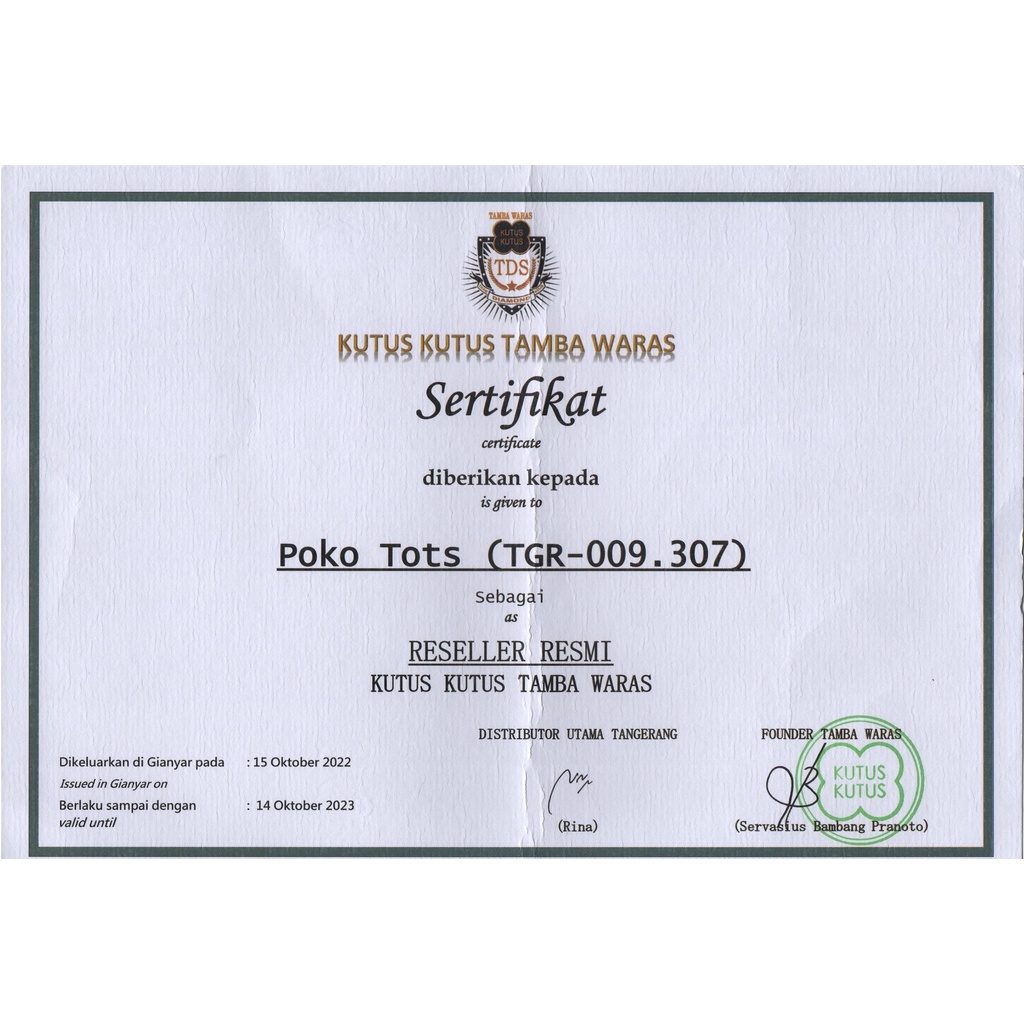 TAMBA WARAS
KUTUS
KUTUS
TDS
DIAMOND
KUTUS KUTUS TAMBA WARAS
Sertifikat
certificate
diberikan kepada
is given to
Poko Tots (TGR-009.307)
Sebagai
as
RESELLER RESMI
KUTUS KUTUS TAMBA WARAS
DISTRIBUTOR UTAMA TANGERANG
FOUNDER TAMBA WARAS
Dikeluarkan di Gianyar pada : 15 Oktober 2022
Issued in Gianyar on
Berlaku sampai dengan : 14 Oktober 2023
valid until
KUTUS
KUTUS
(Rina)
(Servasius Bambang Pranoto)